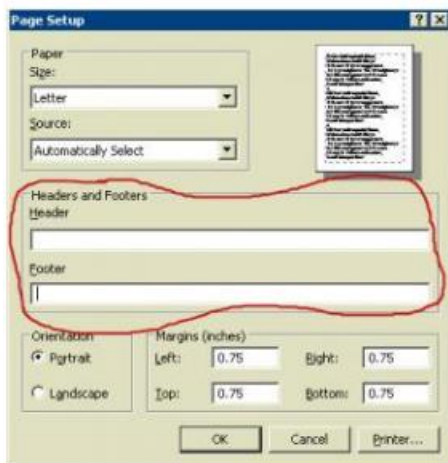 Page Setup
Paper
Size:
Letter
Source:
Automatically Select
Headers and Footers
Header
Footer
Orientation
Portrait
Landscape
Margins (inches)
Left: 0.75 Right: 0.75
Top: 0.75 Bottom: 0.75
OK Cancel Printer...